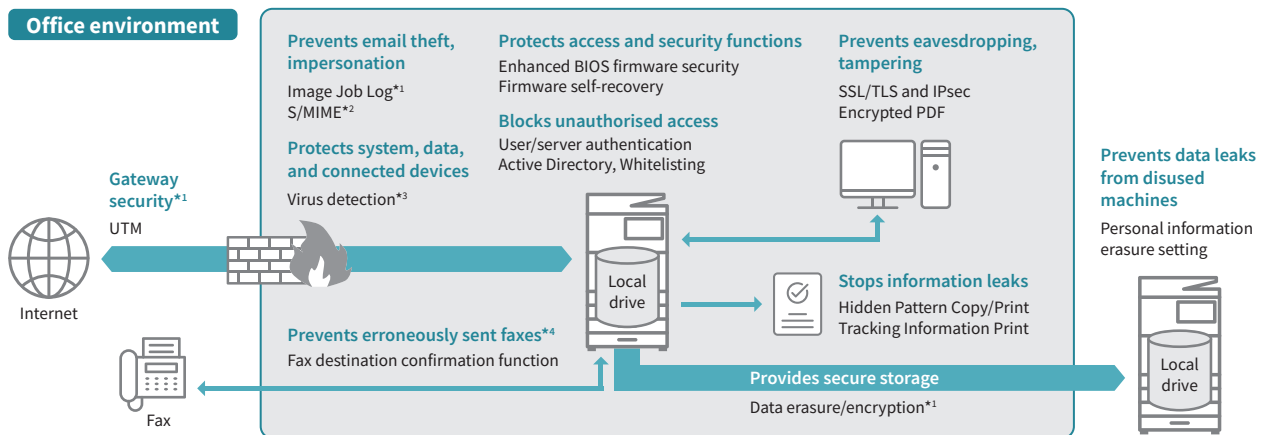 Office environment
Prevents email theft,
impersonation
Image Job Log*1
S/MIME*2
Protects system, data,
and connected devices
Virus detection*3
Protects access and security functions
Enhanced BIOS firmware security
Firmware self-recovery
Blocks unauthorised access
User/server authentication
Active Directory, Whitelisting
Prevents eavesdropping,
tampering
SSL/TLS and IPsec
Encrypted PDF
Gateway
security*1
UTM
Internet
Local
drive
Stops information leaks
Hidden Pattern Copy/Print
Tracking Information Print
Prevents data leaks
from disused
machines
Personal information
erasure setting
Prevents erroneously sent faxes*4
Fax destination confirmation function
Fax
Provides secure storage
Data erasure/encryption*1
Local
drive